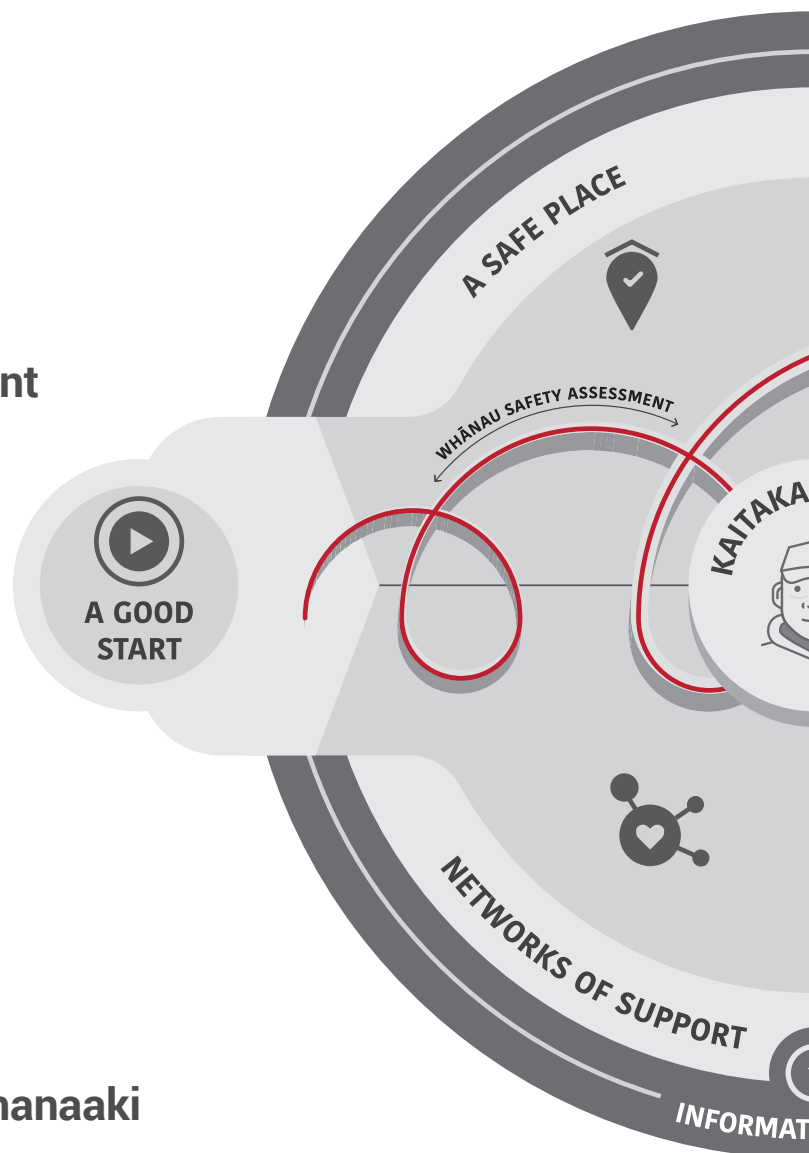 A SAFE PLACE
nt
WHĀNAU SAFETY ASSESSMENT
KAITAKA
A GOOD
START
NETWORKS OF SUPPORT
nanaaki
INFORMAT